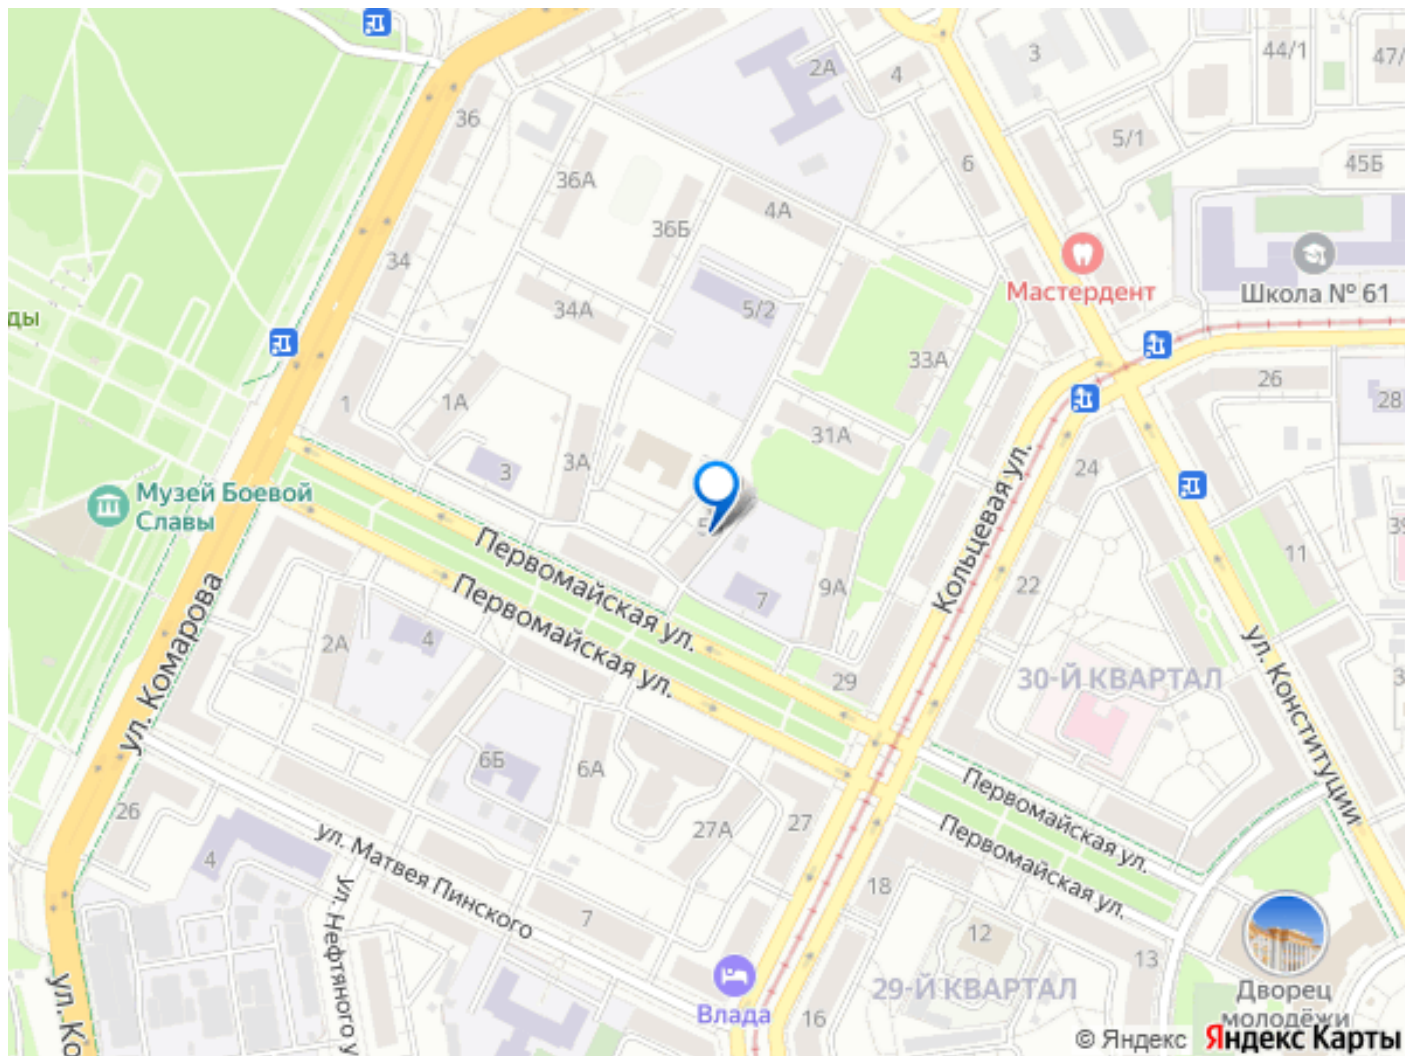 2А
4
3
44/1
47/
36
5/1
6
45Б
36А
4А
36Б
34
Мастердент
Школа № 61
34А
5/2
ды
33А
26
28
1
1А
31А
3
3А
24
Музей Боевой
Славы
Кольцевая ул.
11
39
Первомайская ул.
Первомайская ул.
5
7
9А
22
ул. Комарова
2А
4
ул. Конституции
29
30-Й КВАРТАЛ
3
6Б
6А
26
27А
27
Первомайская ул.
Первомайская ул.
ул. Матвея Пинского
4
ул. Нефтяного у
7
18
12
13
29-Й КВАРТАЛ
Влада
16
ул. Ко
Дворец
молодёжи
© Яндекс Яндекс Карты